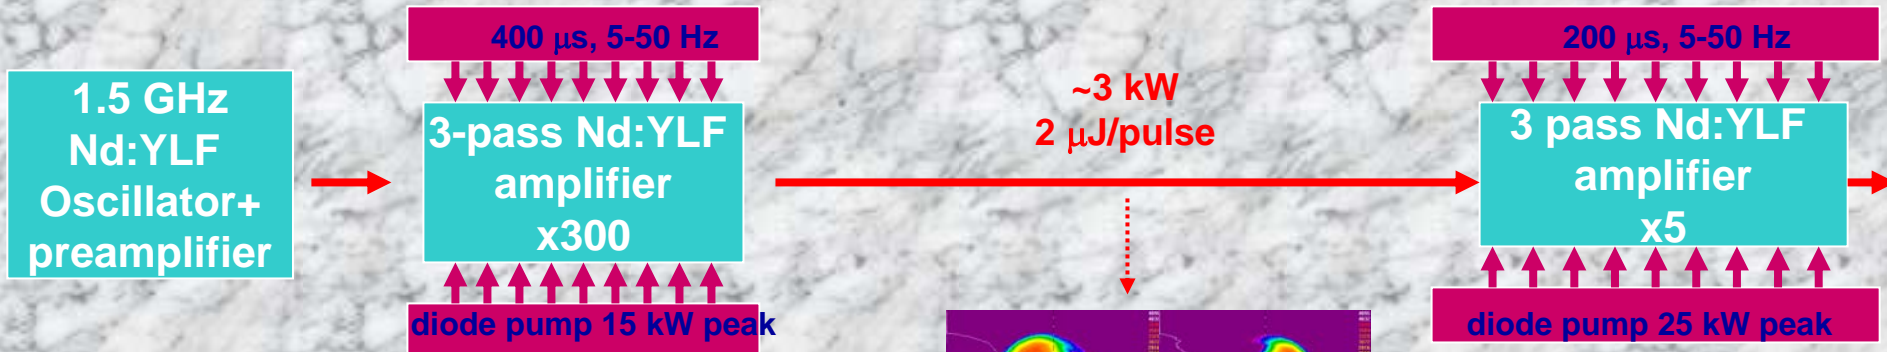 1.5 GHz
Nd:YLF
Oscillator+
preamplifier
400 μs, 5-50 Hz
3-pass Nd:YLF
amplifier
x300
diode pump 15 kW peak
~3 kW
2 μJ/pulse
200 μs, 5-50 Hz
3 pass Nd:YLF
amplifier
x5
diode pump 25 kW peak